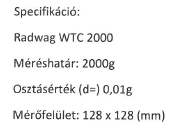 Specifikáció:
Radwag WTC 2000
Méréshatár: 2000g
Osztásérték (d=) 0,01g
Mérőfelület: 128 x 128 (mm)